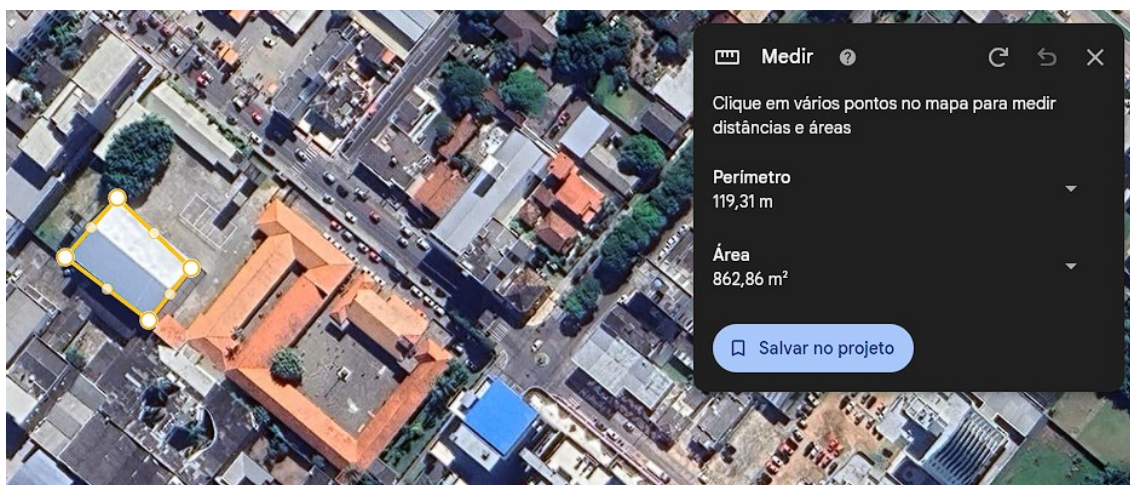 Medir
Clique em vários pontos no mapa para medir
distâncias e áreas
Perímetro
119,31 m
Área
862,86 m²
Salvar no projeto